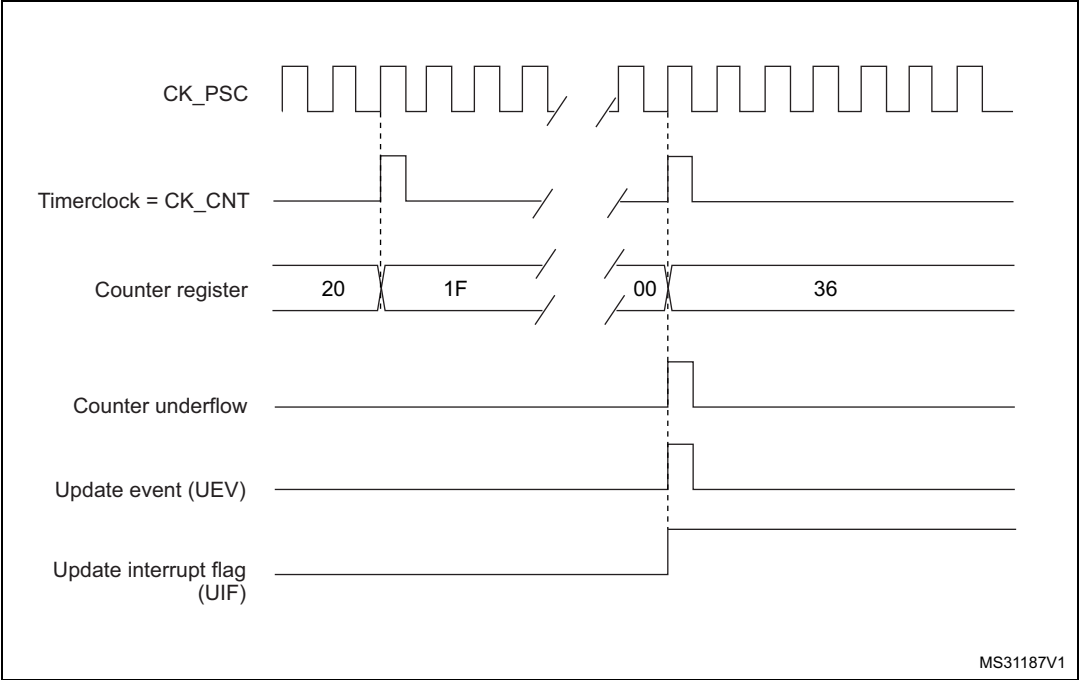 CK_PSC
Timerclock = CK_CNT
Counter register
20
1F
00
36
Counter underflow
Update event (UEV)
Update interrupt flag
(UIF)
MS31187V1